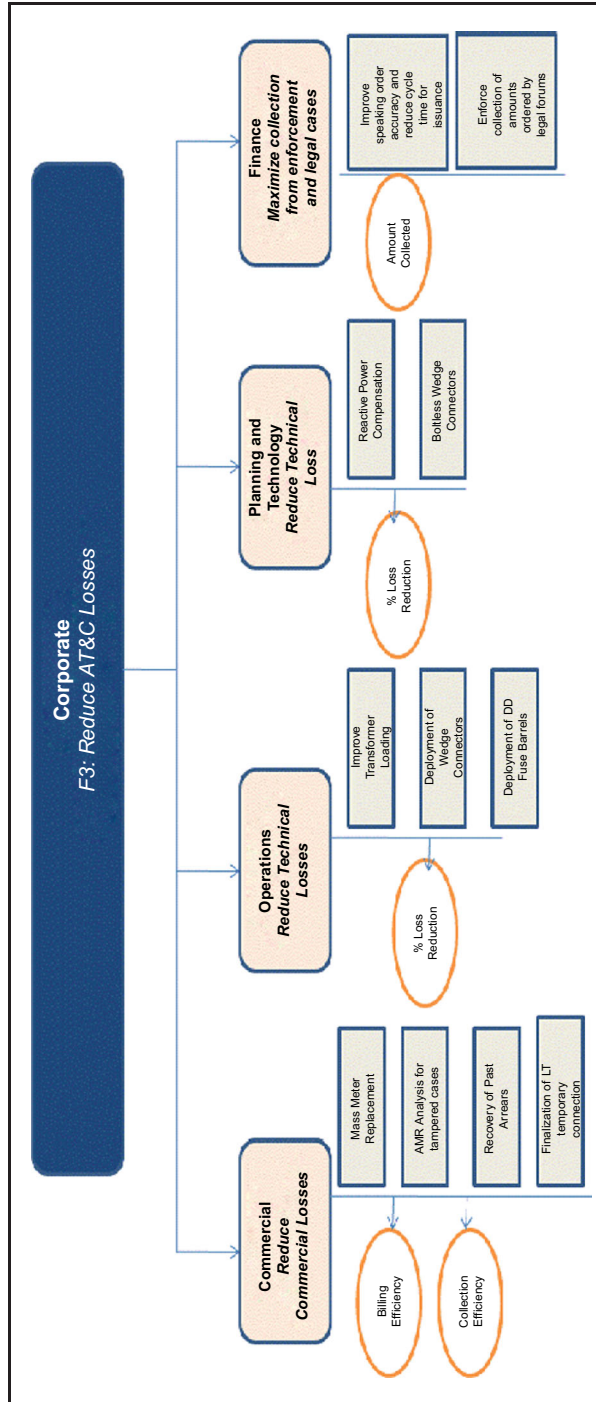 Corporate
F3: Reduce AT&C Losses
Commercial
Reduce
Commercial Losses
Billing
Efficiency
Collection
Efficiency
Mass Meter
Replacement
AMR Analysis for
tampered cases
Recovery of Past
Arrears
Finalization of LT
temporary
connection
Operations
Reduce Technical
Losses
% Loss
Reduction
Improve
Transformer
Loading
Deployment of
Wedge
Connectors
Deployment of DD
Fuse Barrels
Planning and
Technology
Reduce Technical
Loss
% Loss
Reduction
Reactive Power
Compensation
Boltless Wedge
Connectors
Finance
Maximize collection
from enforcement
and legal cases
Amount
Collected
Improve
speaking order
accuracy and
reduce cycle
time for
issuance
Enforce
collection of
amounts
ordered by
legal forums